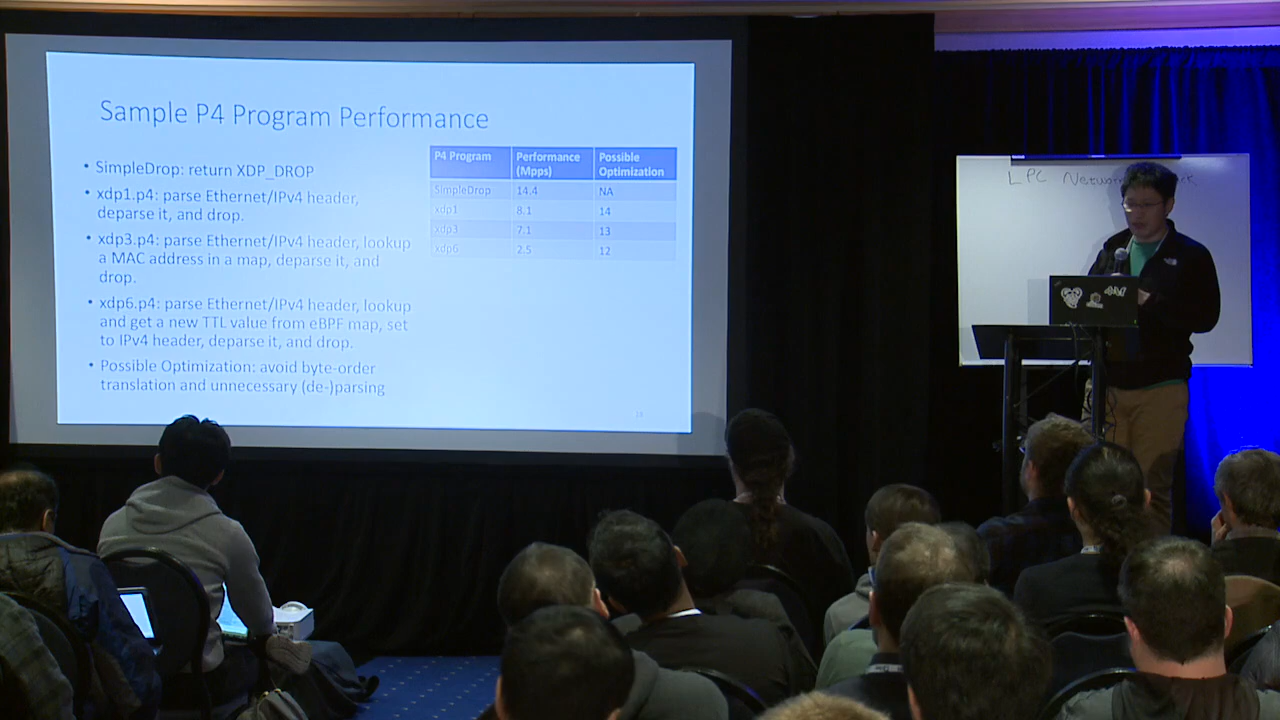 Sample P4 Program Performance
• SimpleDrop: return XDP_DROP
• xdp1.p4: parse Ethernet/IPv4 header,
deparse it, and drop.
• xdp3.p4: parse Ethernet/IPv4 header, lookup
a MAC address in a map, deparse it, and
drop.
• xdp6.p4: parse Ethernet/IPv4 header, lookup
and get a new TTL value from eBPF map, set
to IPv4 header, deparse it, and drop.
• Possible Optimization: avoid byte-order
translation and unnecessary (de-)parsing
P4 Program Performance (Mpps) Possible Optimization
SimpleDrop 14.4 NA
xdp1 8.1 14
xdp3 7.1 13
xdp6 2.5 12
LPC